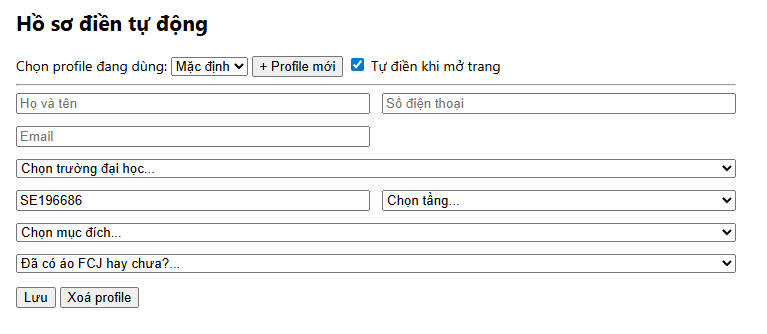 Hồ sơ điền tự động
Chọn profile đang dùng: Mặc định + Profile mới Tự điền khi mở trang
Họ và tên Số điện thoại
Email
Chọn trường đại học...
SE196686 Chọn tầng...
Chọn mục đích...
Đã có áo FCJ hay chưa?...
Lưu Xoá profile